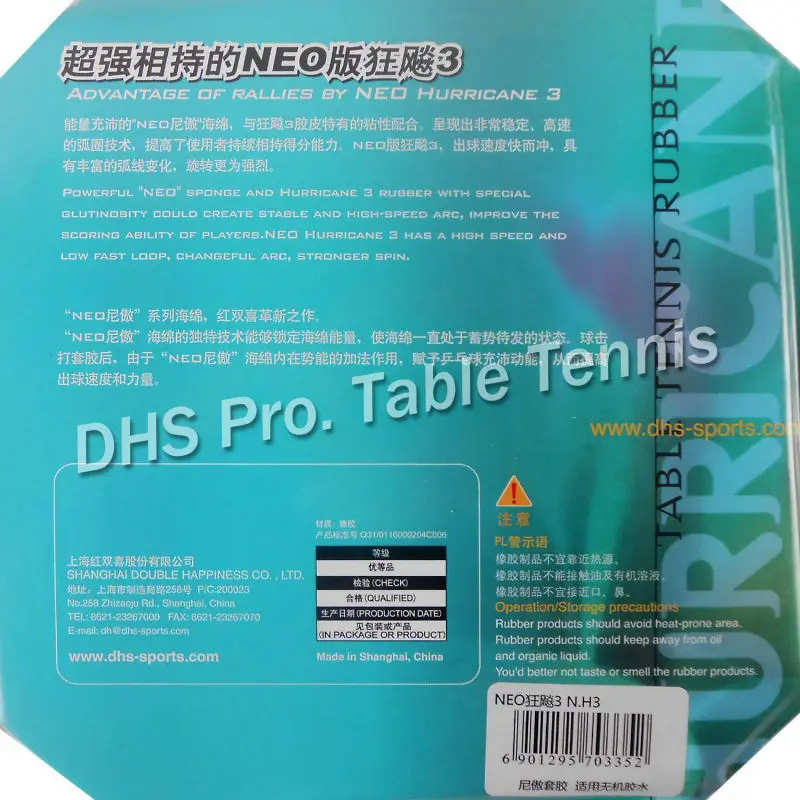 超强相持的NEO版狂飚3
ADVANTAGE OF RALLIES BY NEO HURRICANE 3
能量充沛的"NEO尼傲"海绵，与狂飚3胶皮特有的粘性配合。呈现出非常稳定、高速
的弧圈技术，提高了使用者持续相持得分能力。NEO版狂飚3，出球速度快而冲，具
有丰富的弧线变化，旋转更为强烈。
POWERFUL "NEO" SPONGE AND HURRICANE 3 RUBBER WITH SPECIAL
GLUTINOSITY COULD CREATE STABLE AND HIGH-SPEED ARC, IMPROVE THE
SCORING ABILITY OF PLAYERS.NEO HURRICANE 3 HAS A HIGH SPEED AND
LOW FAST LOOP, CHANGEFUL ARC, STRONGER SPIN.
“NEO尼傲”系列海绵，红双喜革新之作。
“NEO尼傲”海绵的独特技术能够锁定海绵能量，使海绵一直处于蓄势待发的状态。球击
打套胶后，由于“NEO尼傲”海绵内在势能的加法作用，赋予乒乓球充沛动能，从而提高
出球速度和力量。
DHS Pro. Table Tennis
www.dhs-sports.com
TABLE TENNIS RUBBER
HURRICANE
材质：橡胶
产品标准号:Q31/0116000204C006
上海红双喜股份有限公司
SHANGHAI DOUBLE HAPPINESS CO., LTD.
地址：上海市制造局路258号 P/C:200023
No.258 Zhizaoju Rd., Shanghai, China
TEL: 8621-23267000 FAX: 8621-23267070
E-mail: dh@dhs-sports.com
www.dhs-sports.com
等级
优等品
检验(CHECK)
合格(QUALIFIED)
生产日期(PRODUCTION DATE)
见包装或产品
(IN PACKAGE OR PRODUCT)
Made in Shanghai, China
注意
PL警示语
橡胶制品不宜靠近热源。
橡胶制品不能接触油及有机溶液。
橡胶制品不宜接近口、鼻。
Operation/Storage precautions
Rubber products should avoid heat-prone area.
Rubber products should keep away from oil
and organic liquid.
You'd better not taste or smell the rubber products.
NEO狂飚3 N.H3
6 901295 703352
尼傲套胶 适用无机胶水